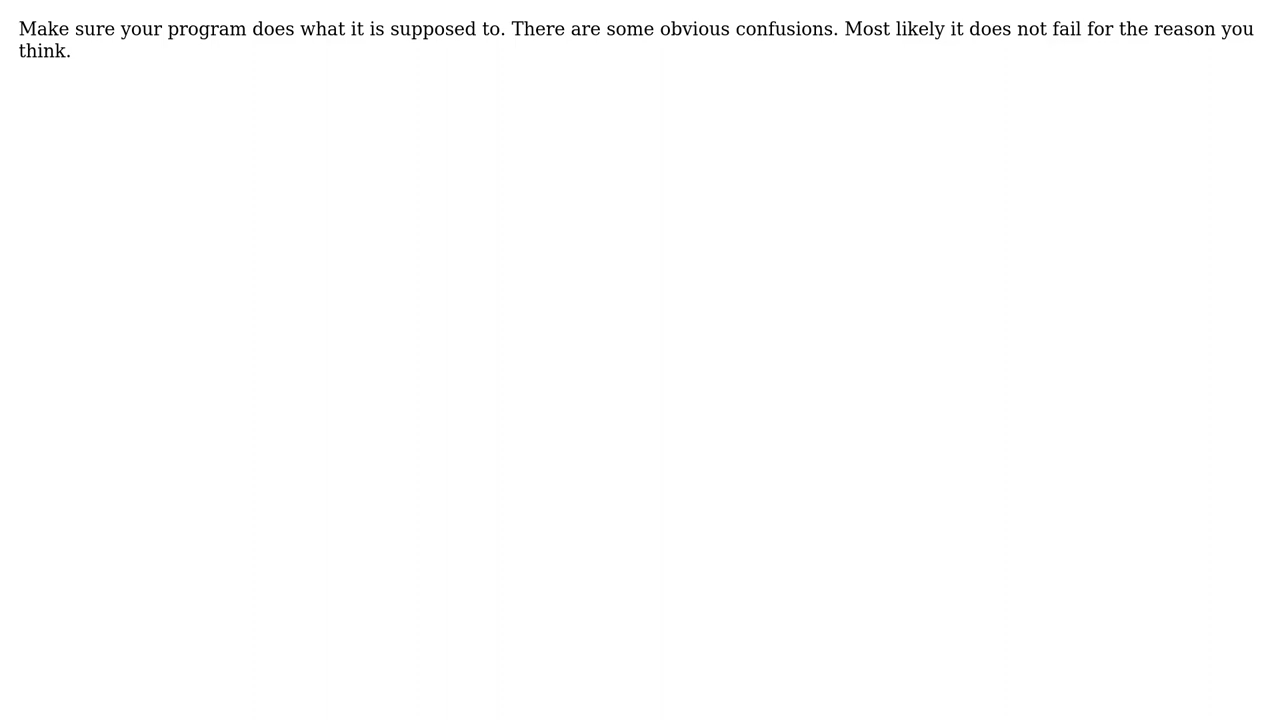 Make sure your program does what it is supposed to. There are some obvious confusions. Most likely it does not fail for the reason you
think.